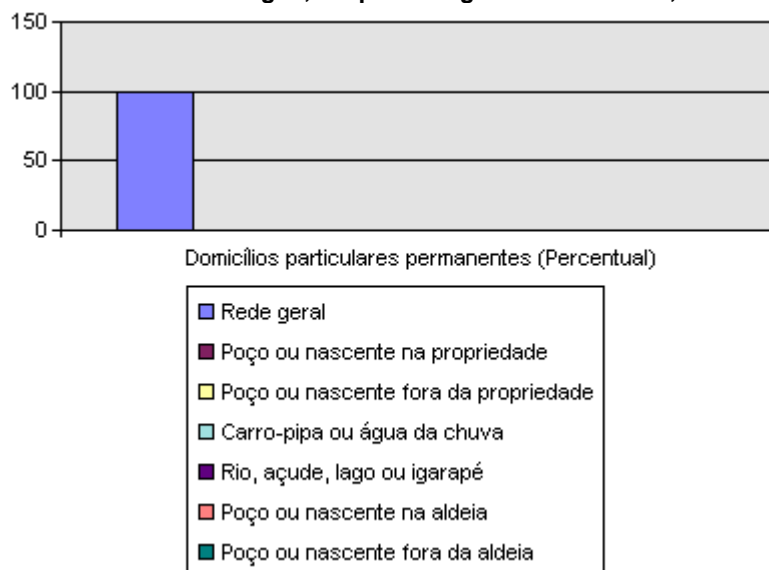 150
100
50
0
Domicílios particulares permanentes (Percentual)
Rede geral
Poço ou nascente na propriedade
Poço ou nascente fora da propriedade
Carro-pipa ou água da chuva
Rio, açude, lago ou igarapé
Poço ou nascente na aldeia
Poço ou nascente fora da aldeia